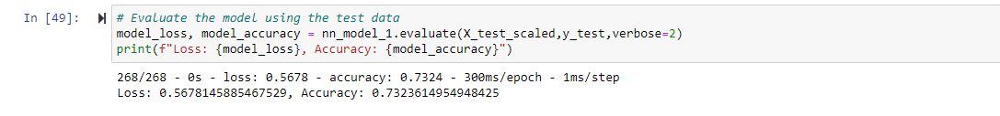 In [49]:
# Evaluate the model using the test data
model_loss, model_accuracy = nn_model_1.evaluate(X_test_scaled,y_test,verbose=2)
print(f"Loss: {model_loss}, Accuracy: {model_accuracy}")
268/268 - 0s - loss: 0.5678 - accuracy: 0.7324 - 300ms/epoch - 1ms/step
Loss: 0.5678145885467529, Accuracy: 0.7323614954948425